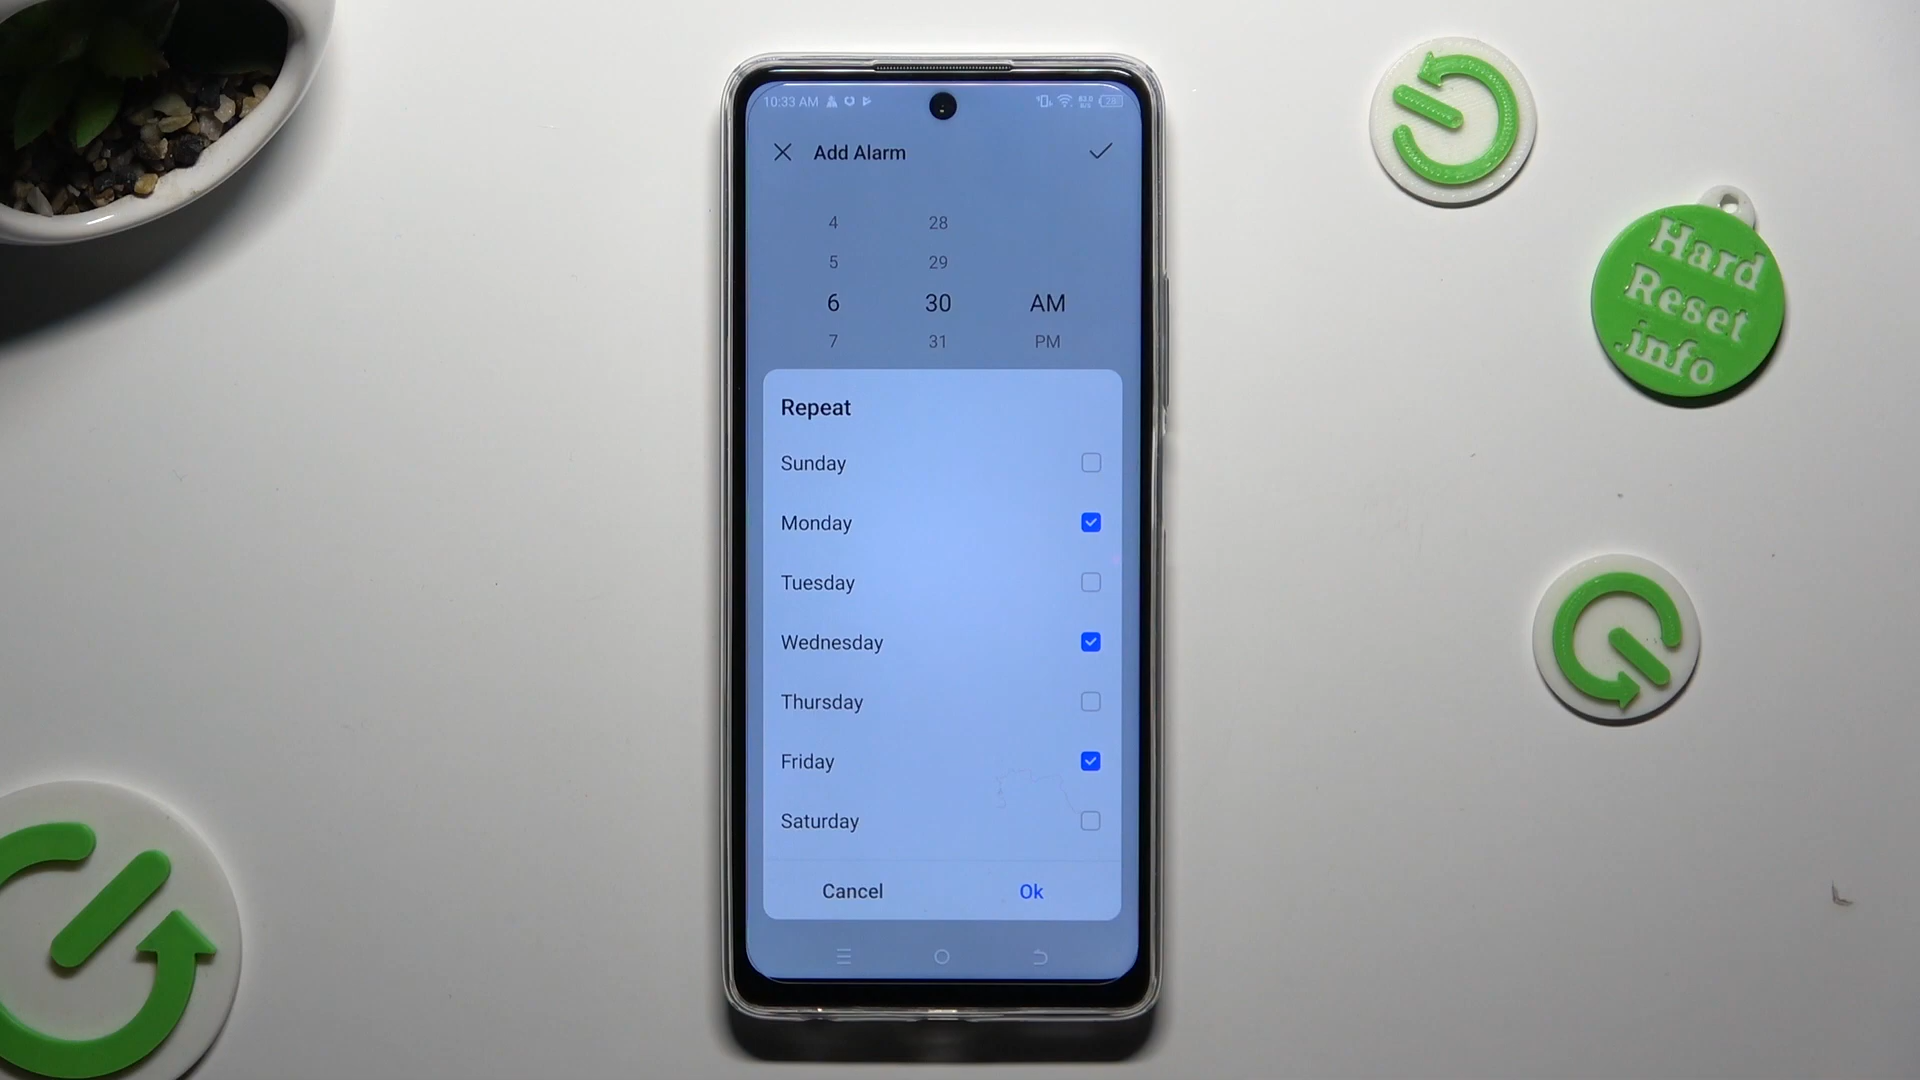 10:33 AM
Add Alarm
4 28
5 29
6 30 AM
7 31 PM
Repeat
Sunday
Monday
Tuesday
Wednesday
Thursday
Friday
Saturday
Cancel Ok
Hard
Reset
.info